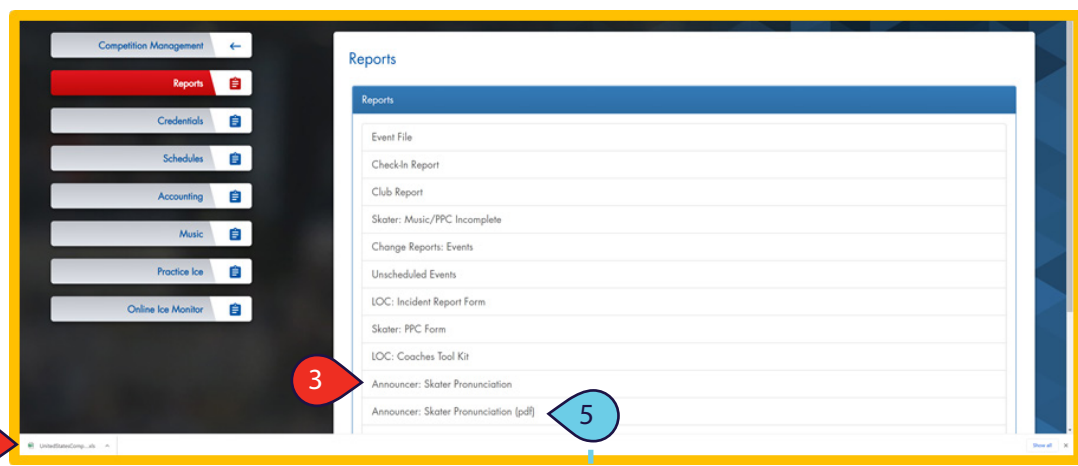 Competition Management
Reports
Credentials
Schedules
Accounting
Music
Practice Ice
Online Ice Monitor
Reports
Reports
Event File
Check-In Report
Club Report
Skater: Music/PPC Incomplete
Change Reports: Events
Unscheduled Events
LOC: Incident Report Form
Skater: PPC Form
LOC: Coaches Tool Kit
3
Announcer: Skater Pronunciation
Announcer: Skater Pronunciation (pdf)
5
UnitedStatesComp...xls
Show all